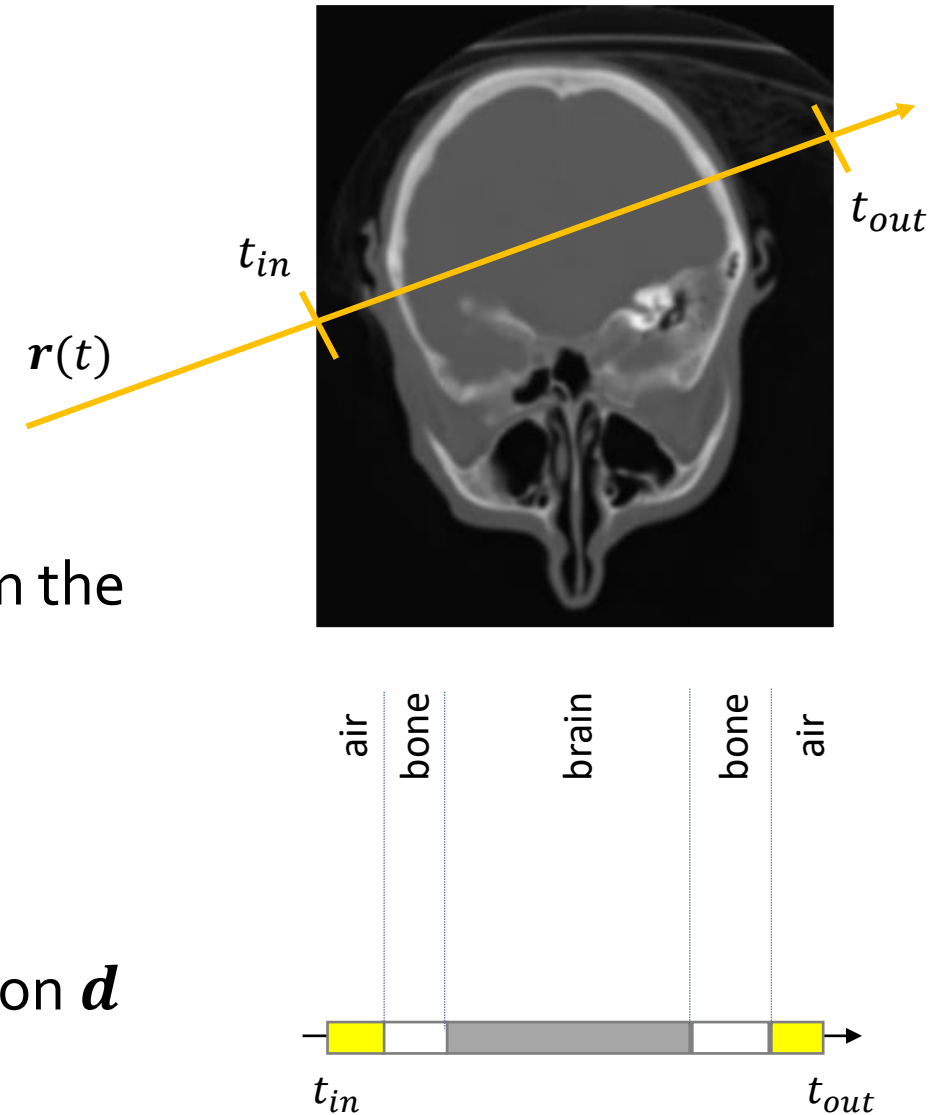 t_in
t_out
r(t)
m the
air
bone
brain
bone
air
on d
t_in
t_out